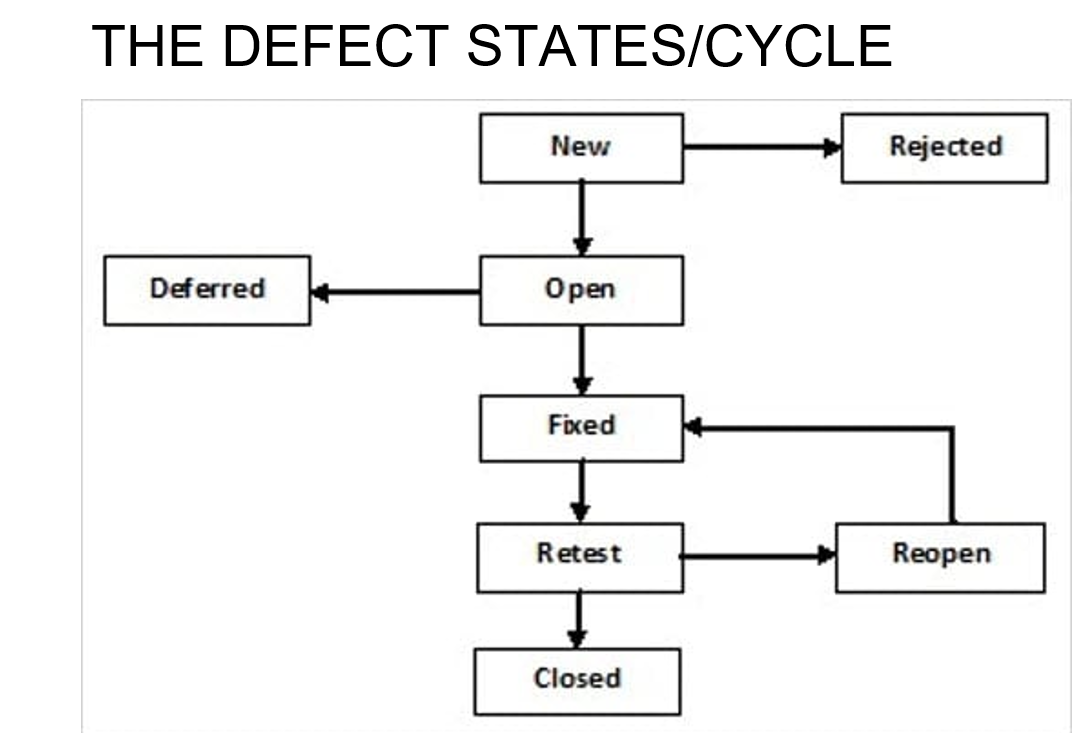 THE DEFECT STATES/CYCLE
New
Rejected
Deferred
Open
Fixed
Retest
Reopen
Closed